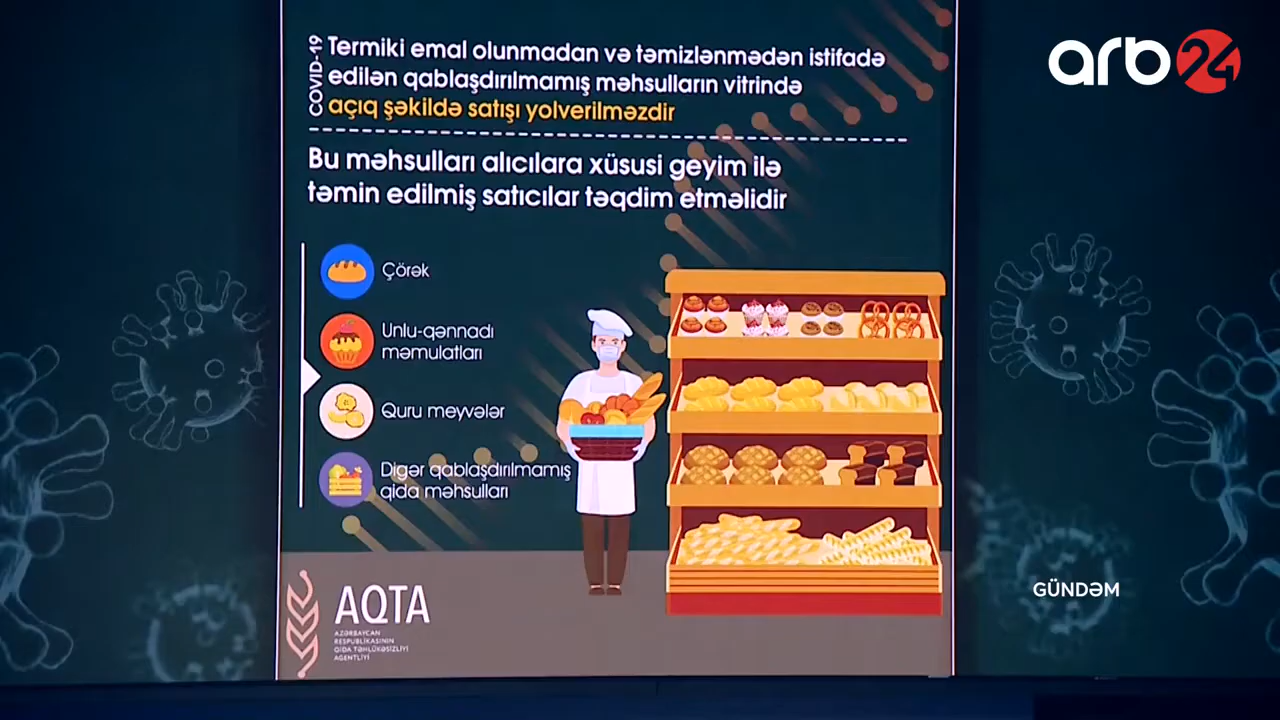 arb24
COVID-19
Termiki emal olunmadan və təmizlənmədən istifadə
edilən qablaşdırılmamış məhsulların vitrində
açıq şəkildə satışı yolverilməzdir
Bu məhsulları alıcılara xüsusi geyim ilə
təmin edilmiş satıcılar təqdim etməlidir
Çörək
Unlu-qənnadı
məmulatları
Quru meyvələr
Digər qablaşdırılmamış
qida məhsulları
AQTA
AZƏRBAYCAN
RESPUBLİKASININ
QİDA TƏHLÜKƏSİZLİYİ
AGENTLİYİ
GÜNDƏM